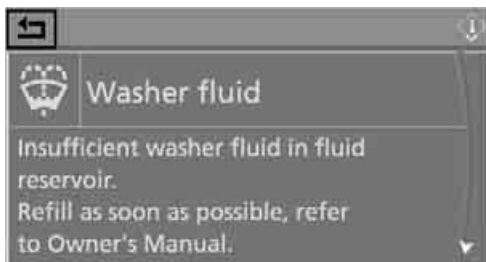 Washer fluid
Insufficient washer fluid in fluid
reservoir.
Refill as soon as possible, refer
to Owner's Manual.